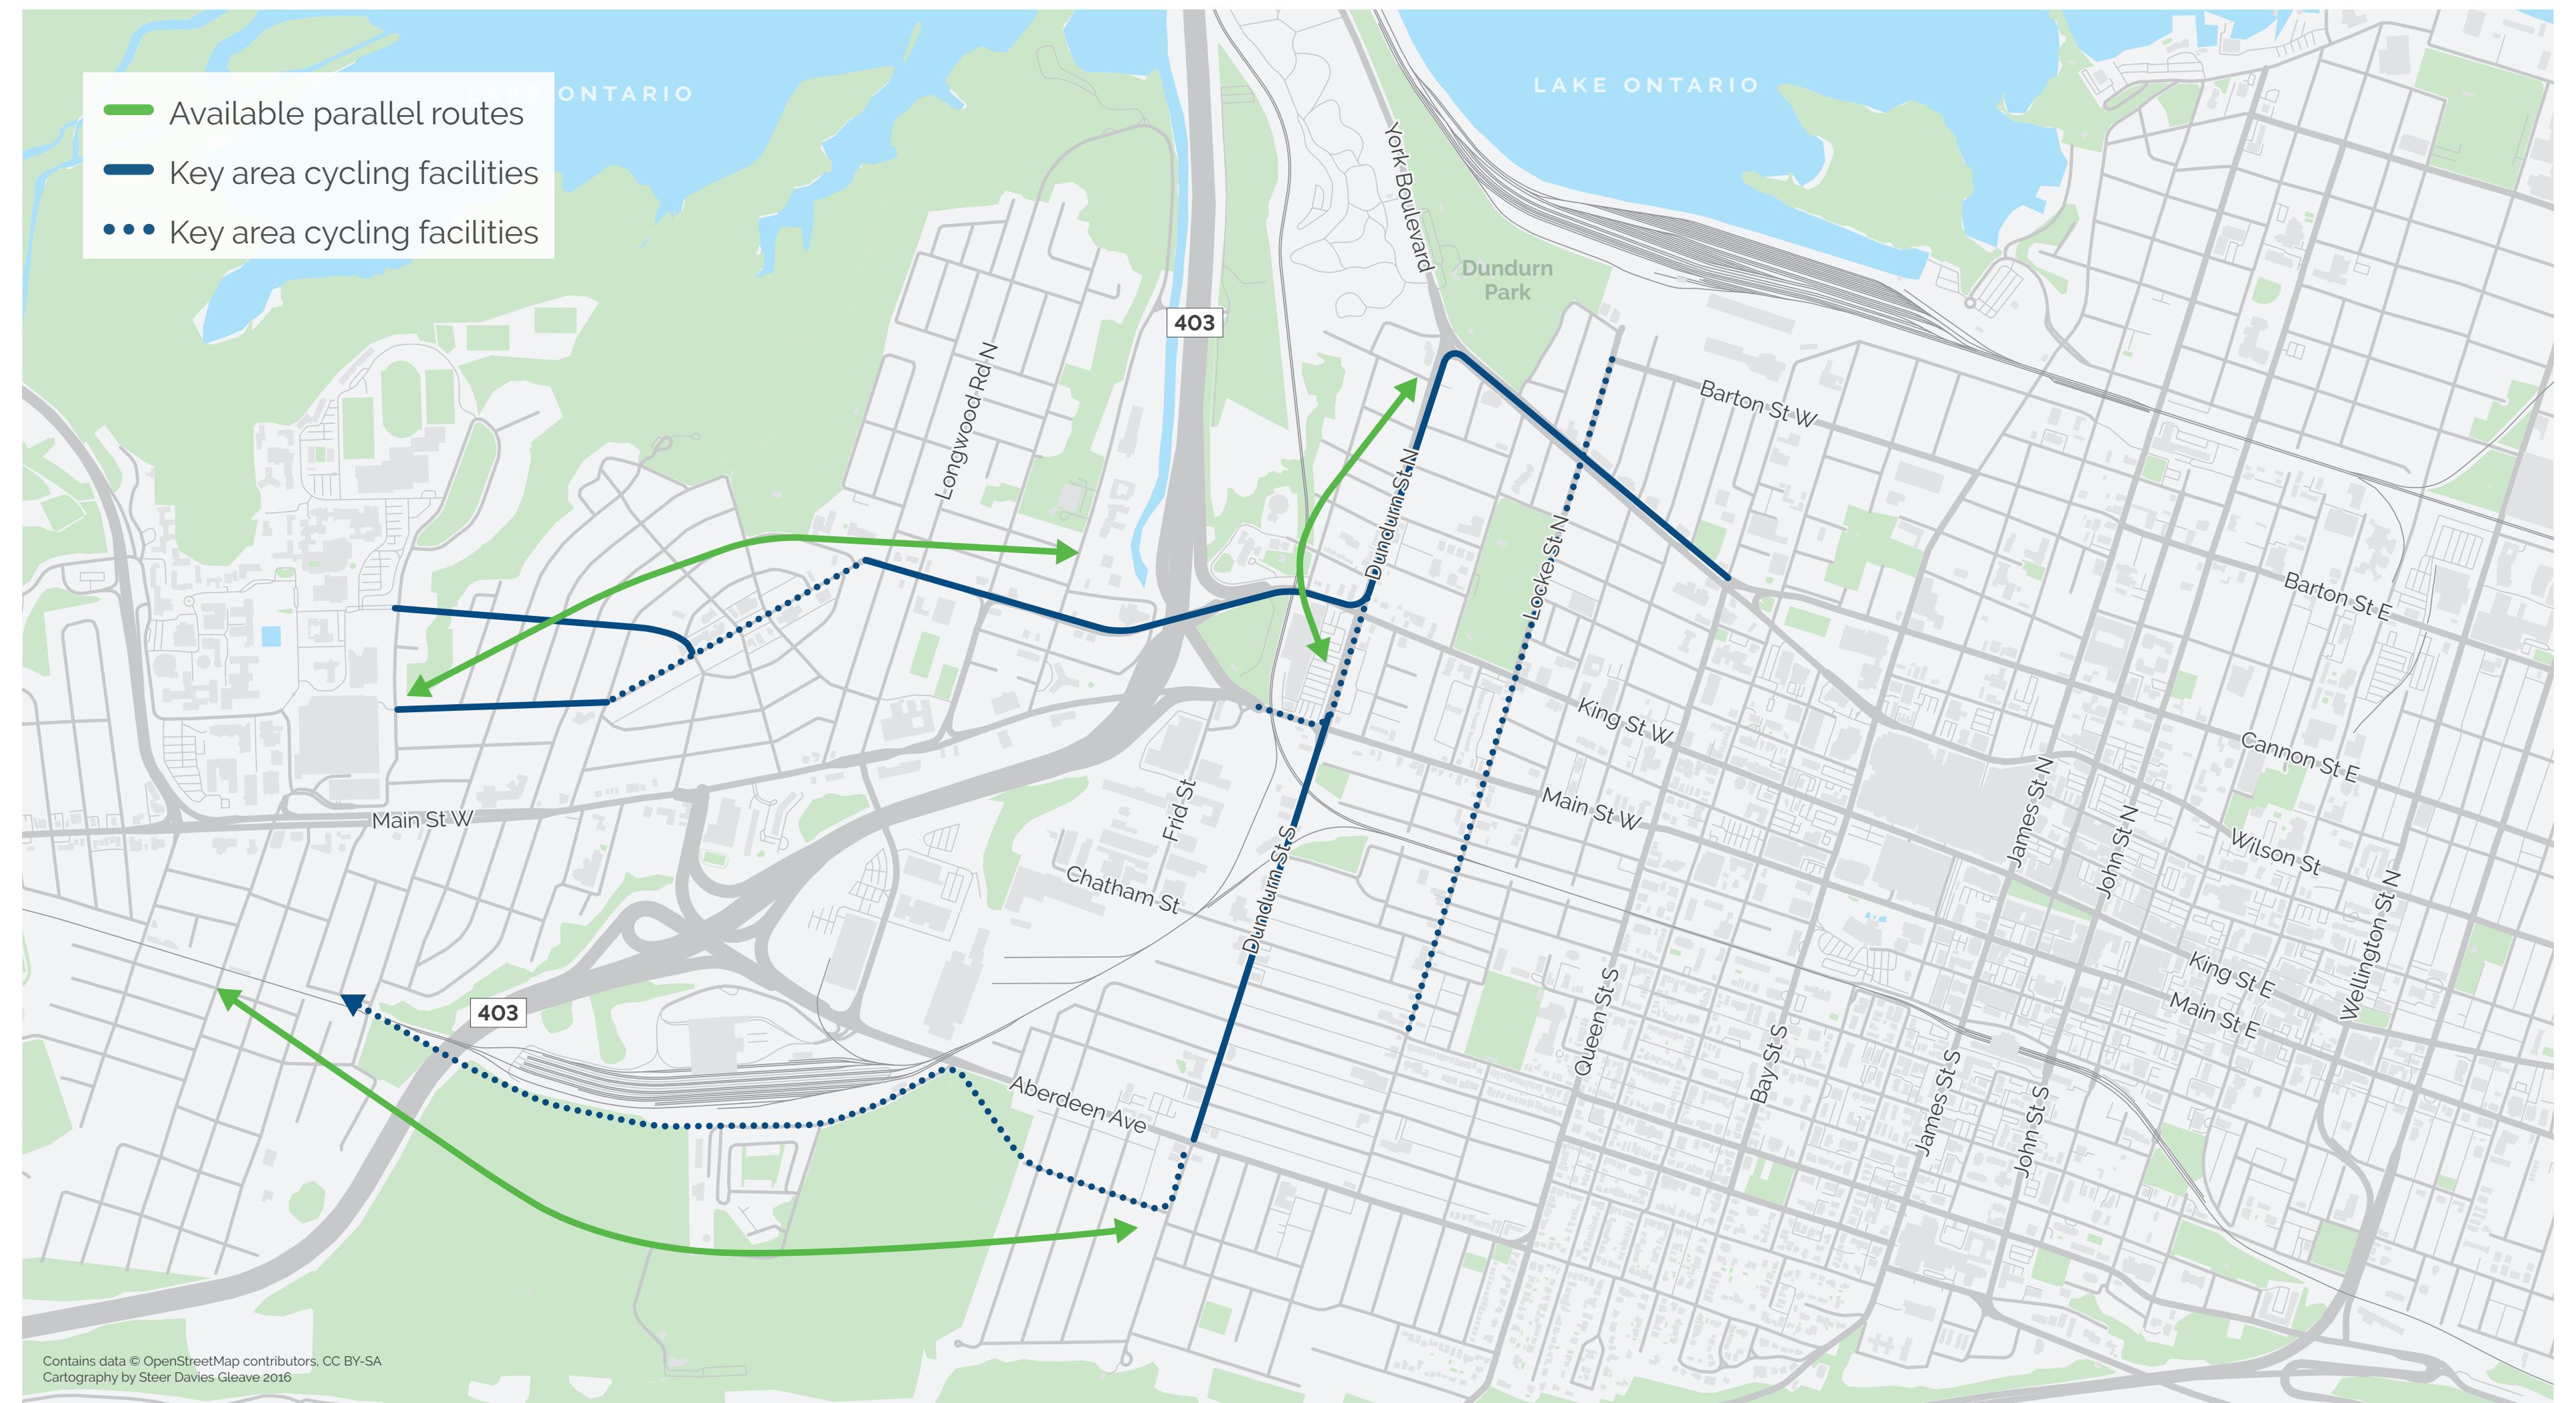 LAKE ONTARIO
LAKE ONTARIO
Available parallel routes
Key area cycling facilities
Key area cycling facilities
York Boulevard
Dundurn
Park
403
Longwood Rd N
Barton St W
Dundurn St N
Locke St N
Barton St E
King St W
Cannon St E
Main St W
Main St W
Frid St
James St N
John St N
Wilson St
Chatham St
Dundurn St S
Wellington St N
King St E
Main St E
403
Queen St S
Bay St S
James St S
John St S
Aberdeen Ave
Contains data © OpenStreetMap contributors, CC BY-SA
Cartography by Steer Davies Gleave 2016